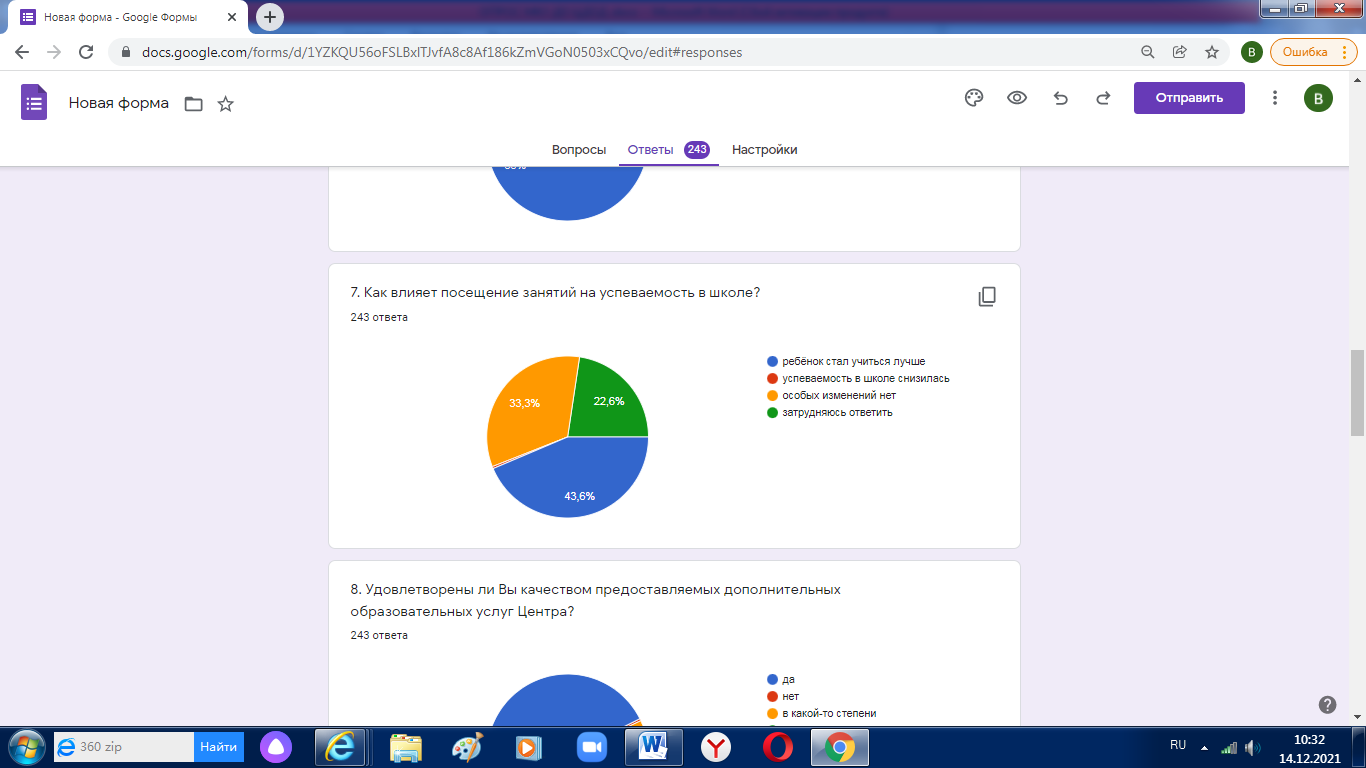 Новая форма - Google Формы
docs.google.com/forms/d/1YZKQU56oFSLBxITJvfA8c8Af186kZmVGoN0503xCQvo/edit#responses
В
Ошибка
Новая форма
Отправить
В
Вопросы
Ответы 243
Настройки
7. Как влияет посещение занятий на успеваемость в школе?
243 ответа
33,3%
22,6%
43,6%
ребёнок стал учиться лучше
успеваемость в школе снизилась
особых изменений нет
затрудняюсь ответить
8. Удовлетворены ли Вы качеством предоставляемых дополнительных
образовательных услуг Центра?
243 ответа
да
нет
в какой-то степени
360 zip
Найти
RU
10:32
14.12.2021